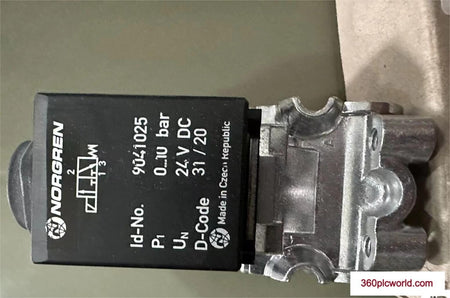 NORGREN
2
1 3
Id-No. 9041025
P1 0...10 bar
UN 24 V DC
D-Code 31 / 20
Made in Czech Republic
360plcworld.com